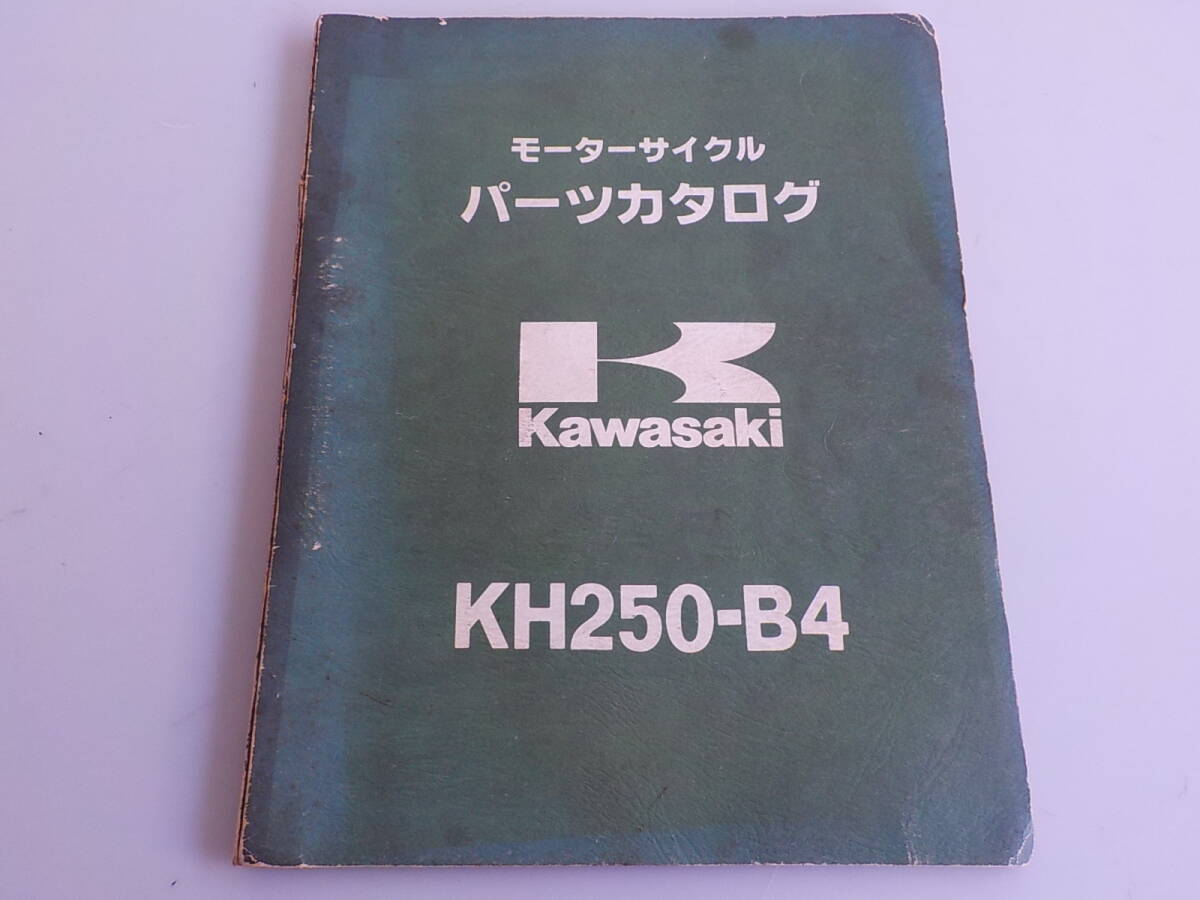 モーターサイクル
パーツカタログ
Kawasaki
KH250-B4